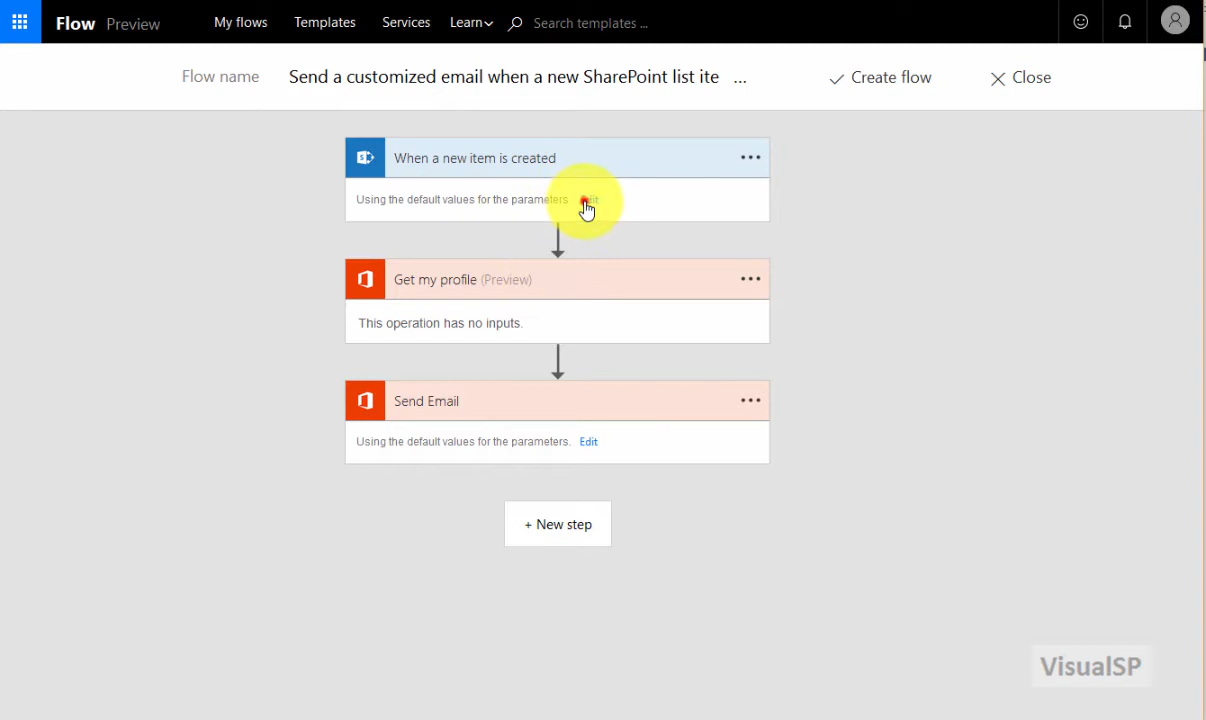 Flow Preview My flows Templates Services Learn Search templates ...
Flow name Send a customized email when a new SharePoint list ite ... Create flow Close
When a new item is created
Using the default values for the parameters
Get my profile (Preview)
This operation has no inputs.
Send Email
Using the default values for the parameters. Edit
+ New step
VisualSP